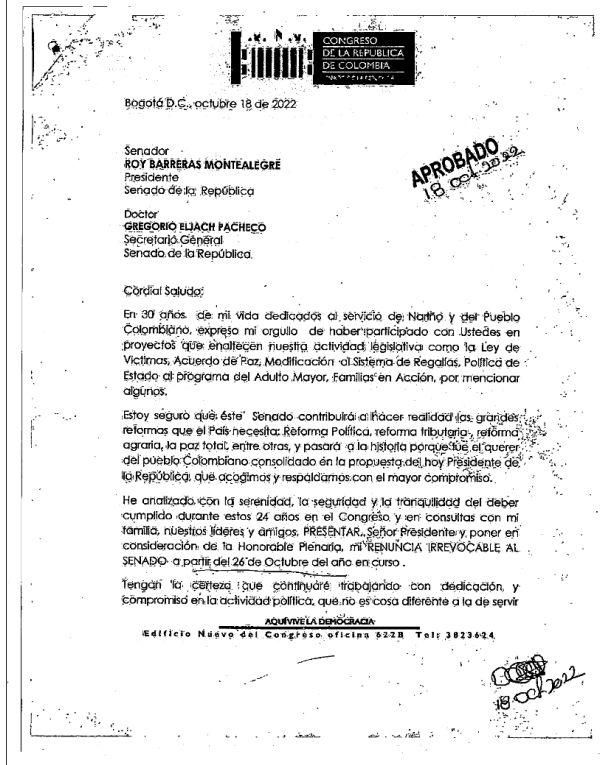 CONGRESO
DE LA REPUBLICA
DE COLOMBIA
Bogotá D.C., octubre 18 de 2022
Senador
ROY BARRERAS MONTEALEGRE
Presidente
Senado de la República
APROBADO
18 oct 2022
Doctor
GREGORIO ELJACH PACHECO
Secretario General
Senado de la República.
Cordial Saludo:
En 30 años de mi vida dedicados al servicio de Nariño y del Pueblo
Colombiano, expreso mi orgullo de haber participado con Ustedes en
proyectos que enaltecen nuestra actividad legislativa como la Ley de
Victimas, Acuerdo de Paz, Modificación al Sistema de Regalías, Política de
Estado al programa del Adulto Mayor, Familias en Acción, por mencionar
algunos.
Estoy seguro que éste Senado contribuirá a hacer realidad las grandes
reformas que el País necesita: Reforma Política, reforma tributaria, reforma
agraria, la paz total, entre otras, y pasará a la historia porque fue el querer
del pueblo Colombiano consolidado en la propuesta del hoy Presidente de
la República, que acogimos y respaldamos con el mayor compromiso.
He analizado con la serenidad, la seguridad y la tranquilidad del deber
cumplido durante estos 24 años en el Congreso y en consultas con mi
familia, nuestros líderes y amigos, PRESENTAR, Señor Presidente y poner en
consideración de la Honorable Plenaria, mi RENUNCIA IRREVOCABLE AL
SENADO a partir del 26 de Octubre del año en curso.
Tengan la certeza que continuaré trabajando con dedicación y
compromiso en la actividad política, que no es cosa diferente a la de servir
AQUÍVIVE LA DEMOCRACIA
Edificio Nuevo del Congreso oficina 622B Tel: 3823624
18 oct 2022